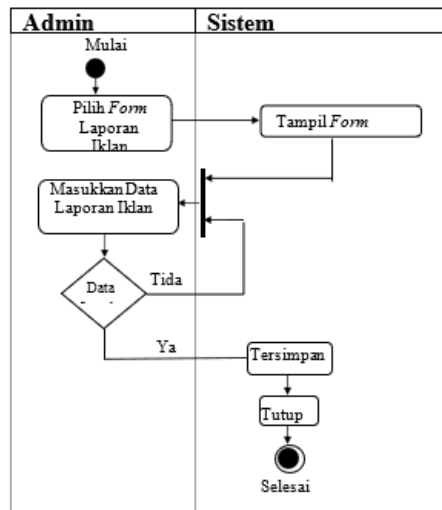 Admin
Sistem
Mulai
Pilih Form
Laporan
Iklan
Tampil Form
Masukkan Data
Laporan Iklan
Data
Tida
Ya
Tersimpan
Tutup
Selesai